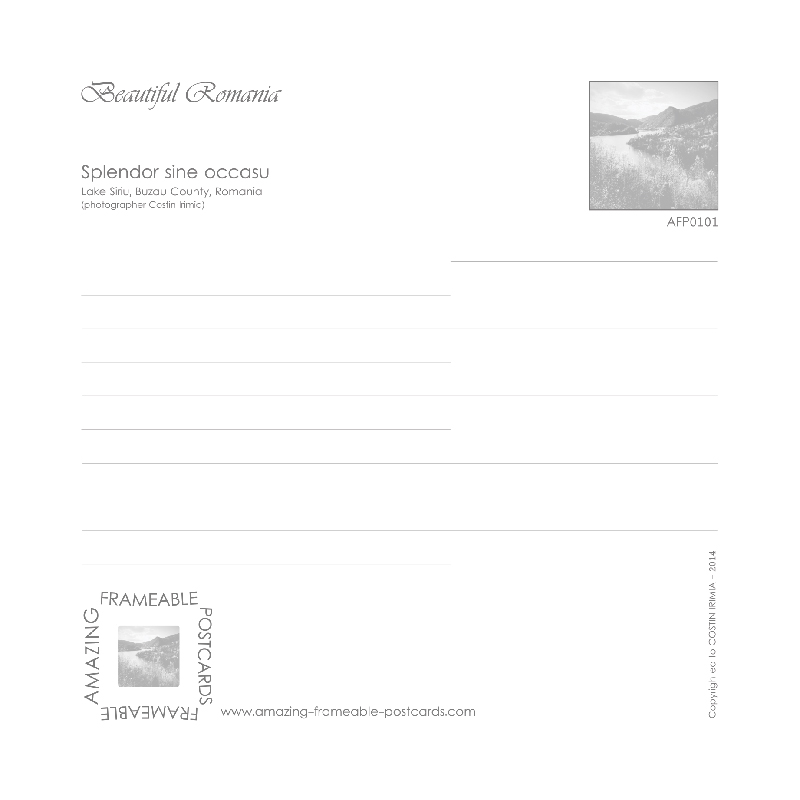 Beautiful Romania
Splendor sine occasu
Lake Siriu, Buzau County, Romania
(photographer Costin Irimia)
AFP0101
AMAZING
FRAMEABLE
POSTCARDS
FRAMEABLE
www.amazing-frameable-postcards.com
Copyrighted to COSTIN IRIMIA - 2014